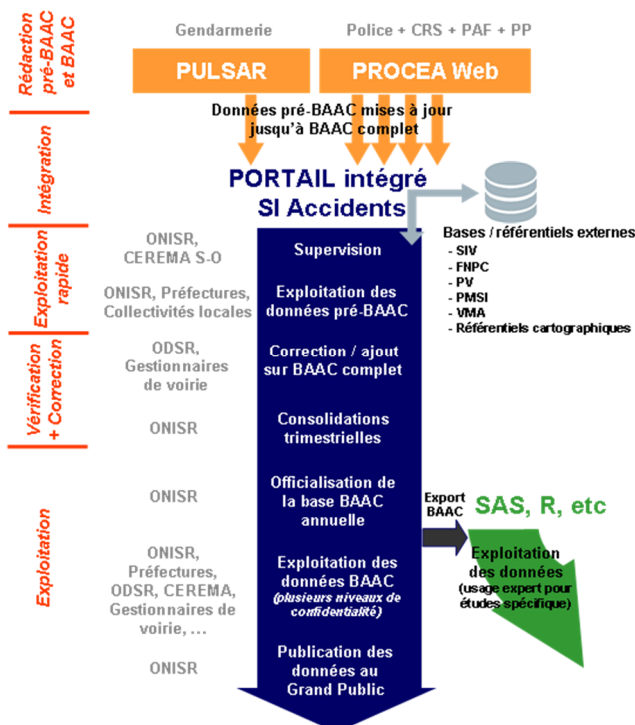 Rédaction
pré-BAAC
et BAAC
Gendarmerie
Police + CRS + PAF + PP
PULSAR
PROCEA Web
Données pré-BAAC mises à jour
jusqu'à BAAC complet
Intégration
PORTAIL intégré
SI Accidents
Bases / référentiels externes
- SIV
- FNPC
- PV
- PMSI
- VMA
- Référentiels cartographiques
Exploitation
rapide
ONISR,
CEREMA S-O
Supervision
ONISR, Préfectures,
Collectivités locales
Exploitation des
données pré-BAAC
Vérification
+ Correction
ODSR,
Gestionnaires
de voirie
Correction / ajout
sur BAAC complet
ONISR
Consolidations
trimestrielles
Exploitation
ONISR
Officialisation de
la base BAAC
annuelle
Export
BAAC
SAS, R, etc
Exploitation
des données
(usage expert pour
études spécifique)
ONISR,
Préfectures,
ODSR, CEREMA,
Gestionnaires de
voirie, ...
Exploitation des
données BAAC
(plusieurs niveaux de
confidentialité)
ONISR
Publication des
données au
Grand Public